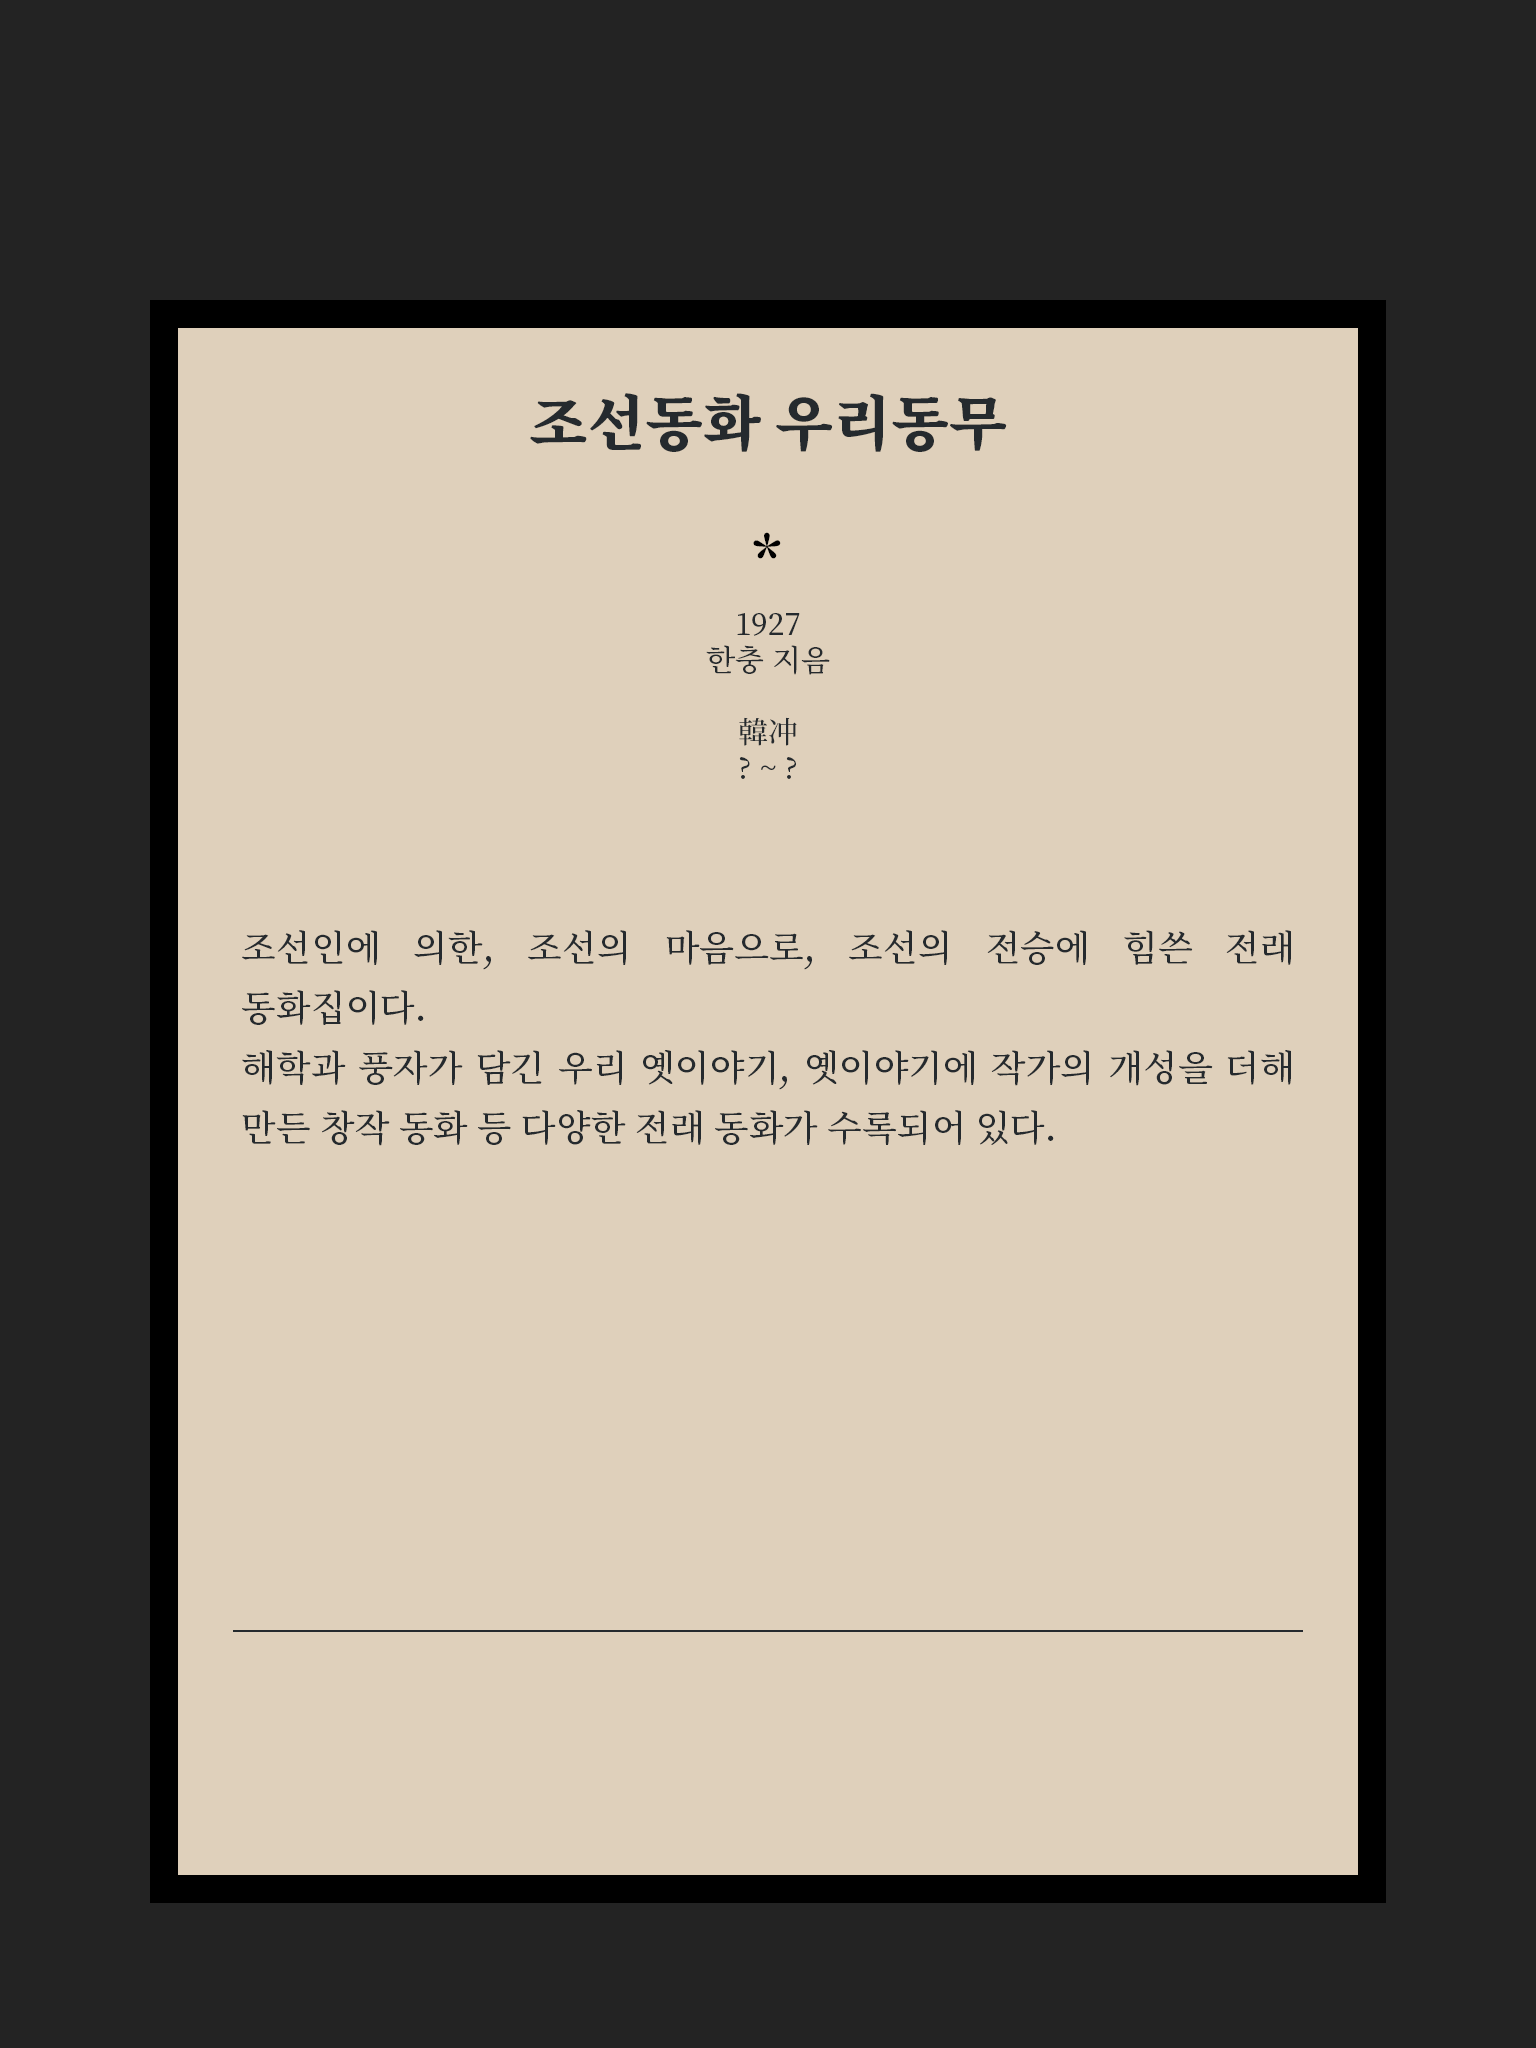 조선동화 우리동무
*
1927
한충 지음
韓冲
? ~ ?
조선인에 의한, 조선의 마음으로, 조선의 전승에 힘쓴 전래
동화집이다.
해학과 풍자가 담긴 우리 옛이야기, 옛이야기에 작가의 개성을 더해
만든 창작 동화 등 다양한 전래 동화가 수록되어 있다.